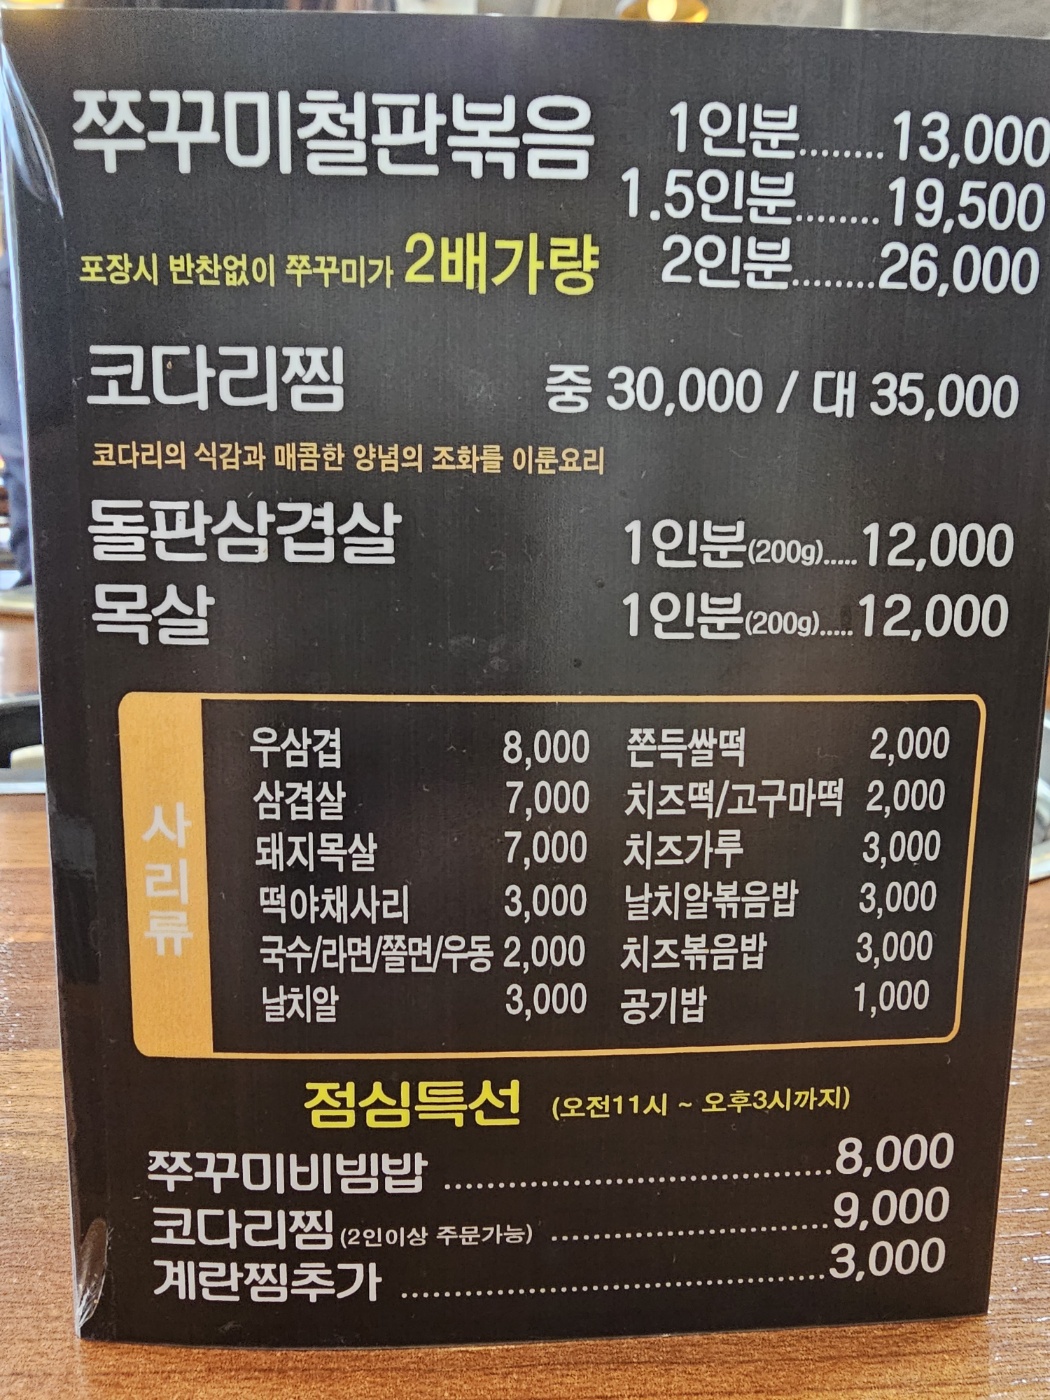 쭈꾸미철판볶음 1인분........13,000
1.5인분........19,500
포장시 반찬없이 쭈꾸미가 2배가량 2인분........26,000
코다리찜 중 30,000 / 대 35,000
코다리의 식감과 매콤한 양념의 조화를 이룬요리
돌판삼겹살 1인분(200g).....12,000
목살 1인분(200g).....12,000
사리류
우삼겹 8,000 쫀득쌀떡 2,000
삼겹살 7,000 치즈떡/고구마떡 2,000
돼지목살 7,000 치즈가루 3,000
떡야채사리 3,000 날치알볶음밥 3,000
국수/라면/쫄면/우동 2,000 치즈볶음밥 3,000
날치알 3,000 공기밥 1,000
점심특선 (오전11시 ~ 오후3시까지)
쭈꾸미비빔밥 ........................................8,000
코다리찜(2인이상 주문가능) ..............................9,000
계란찜추가 ............................................3,000